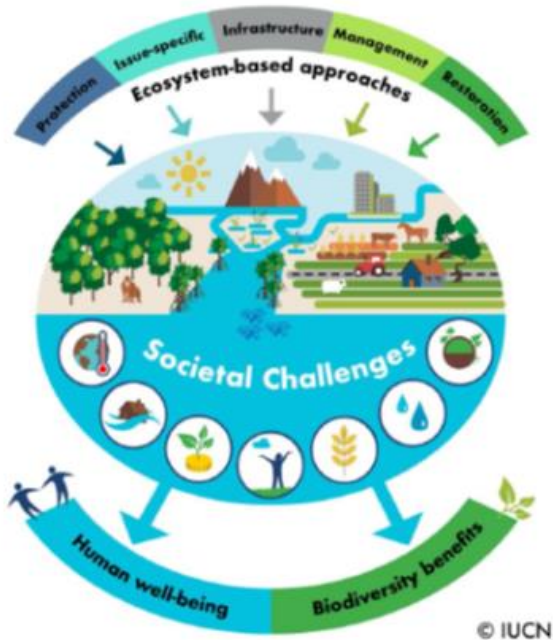 Protection
Issue-specific
Infrastructure
Management
Restoration
Ecosystem-based approaches
Societal Challenges
Human well-being
Biodiversity benefits
© IUCN